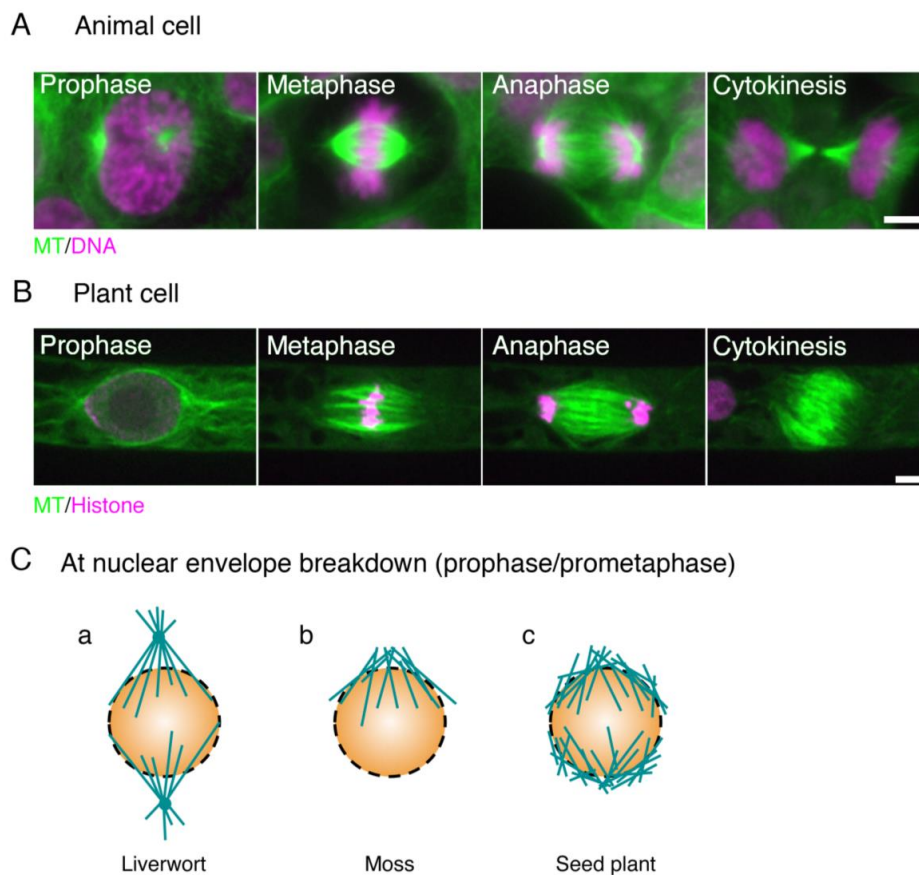 A Animal cell
Prophase Metaphase Anaphase Cytokinesis
MT/DNA
B Plant cell
Prophase Metaphase Anaphase Cytokinesis
MT/Histone
C At nuclear envelope breakdown (prophase/prometaphase)
a b c
Liverwort Moss Seed plant